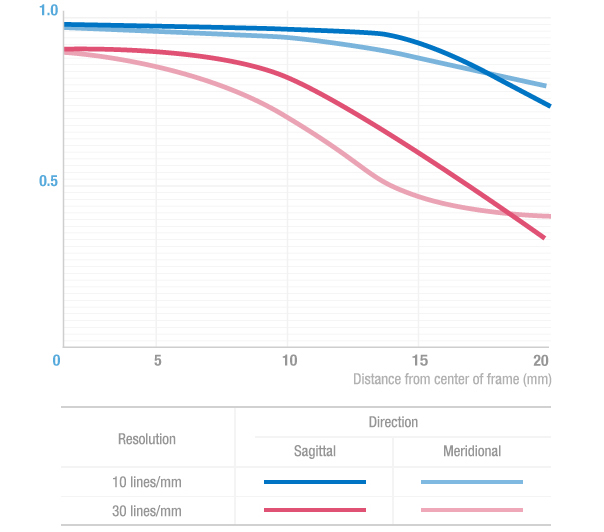 1.0
0.5
0 5 10 15 20
Distance from center of frame (mm)
Resolution
Direction
Sagittal Meridional
10 lines/mm
30 lines/mm